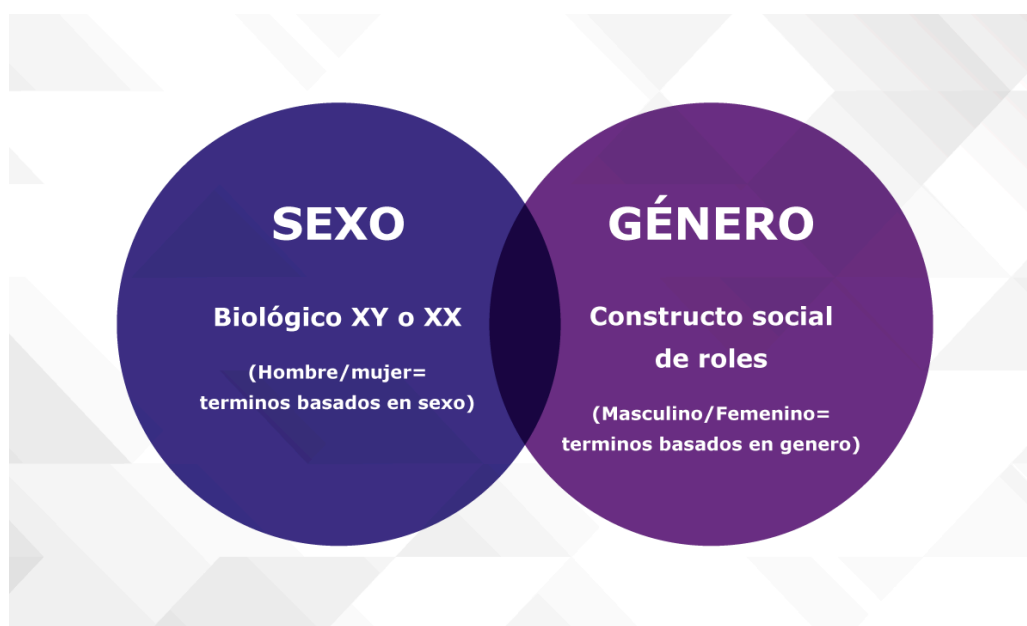 SEXO
Biológico XY o XX
(Hombre/mujer=
terminos basados en sexo)
GÉNERO
Constructo social
de roles
(Masculino/Femenino=
terminos basados en genero)